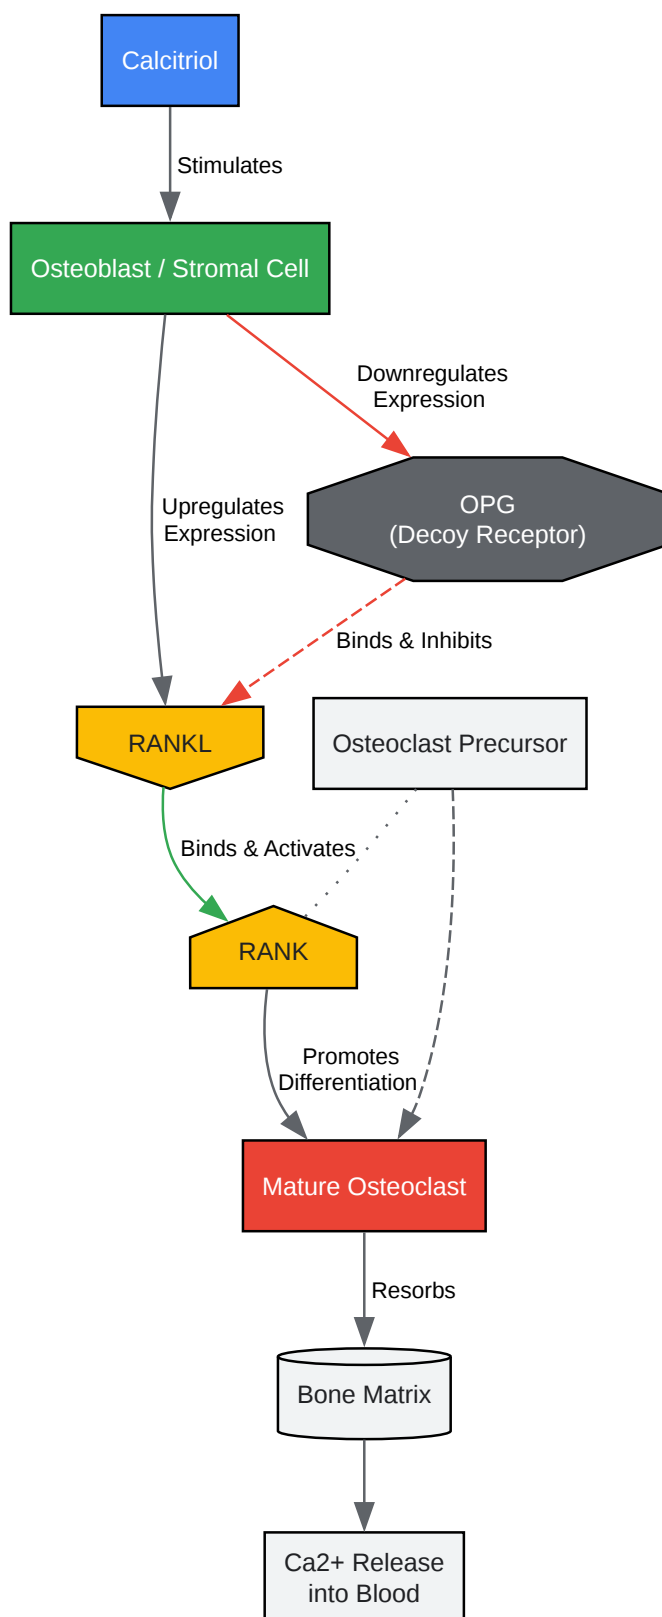 Calcitriol
Stimulates
Osteoblast / Stromal Cell
Downregulates
Expression
OPG
(Decoy Receptor)
Upregulates
Expression
Binds & Inhibits
RANKL
Osteoclast Precursor
Binds & Activates
RANK
Promotes
Differentiation
Mature Osteoclast
Resorbs
Bone Matrix
Ca2+ Release
into Blood